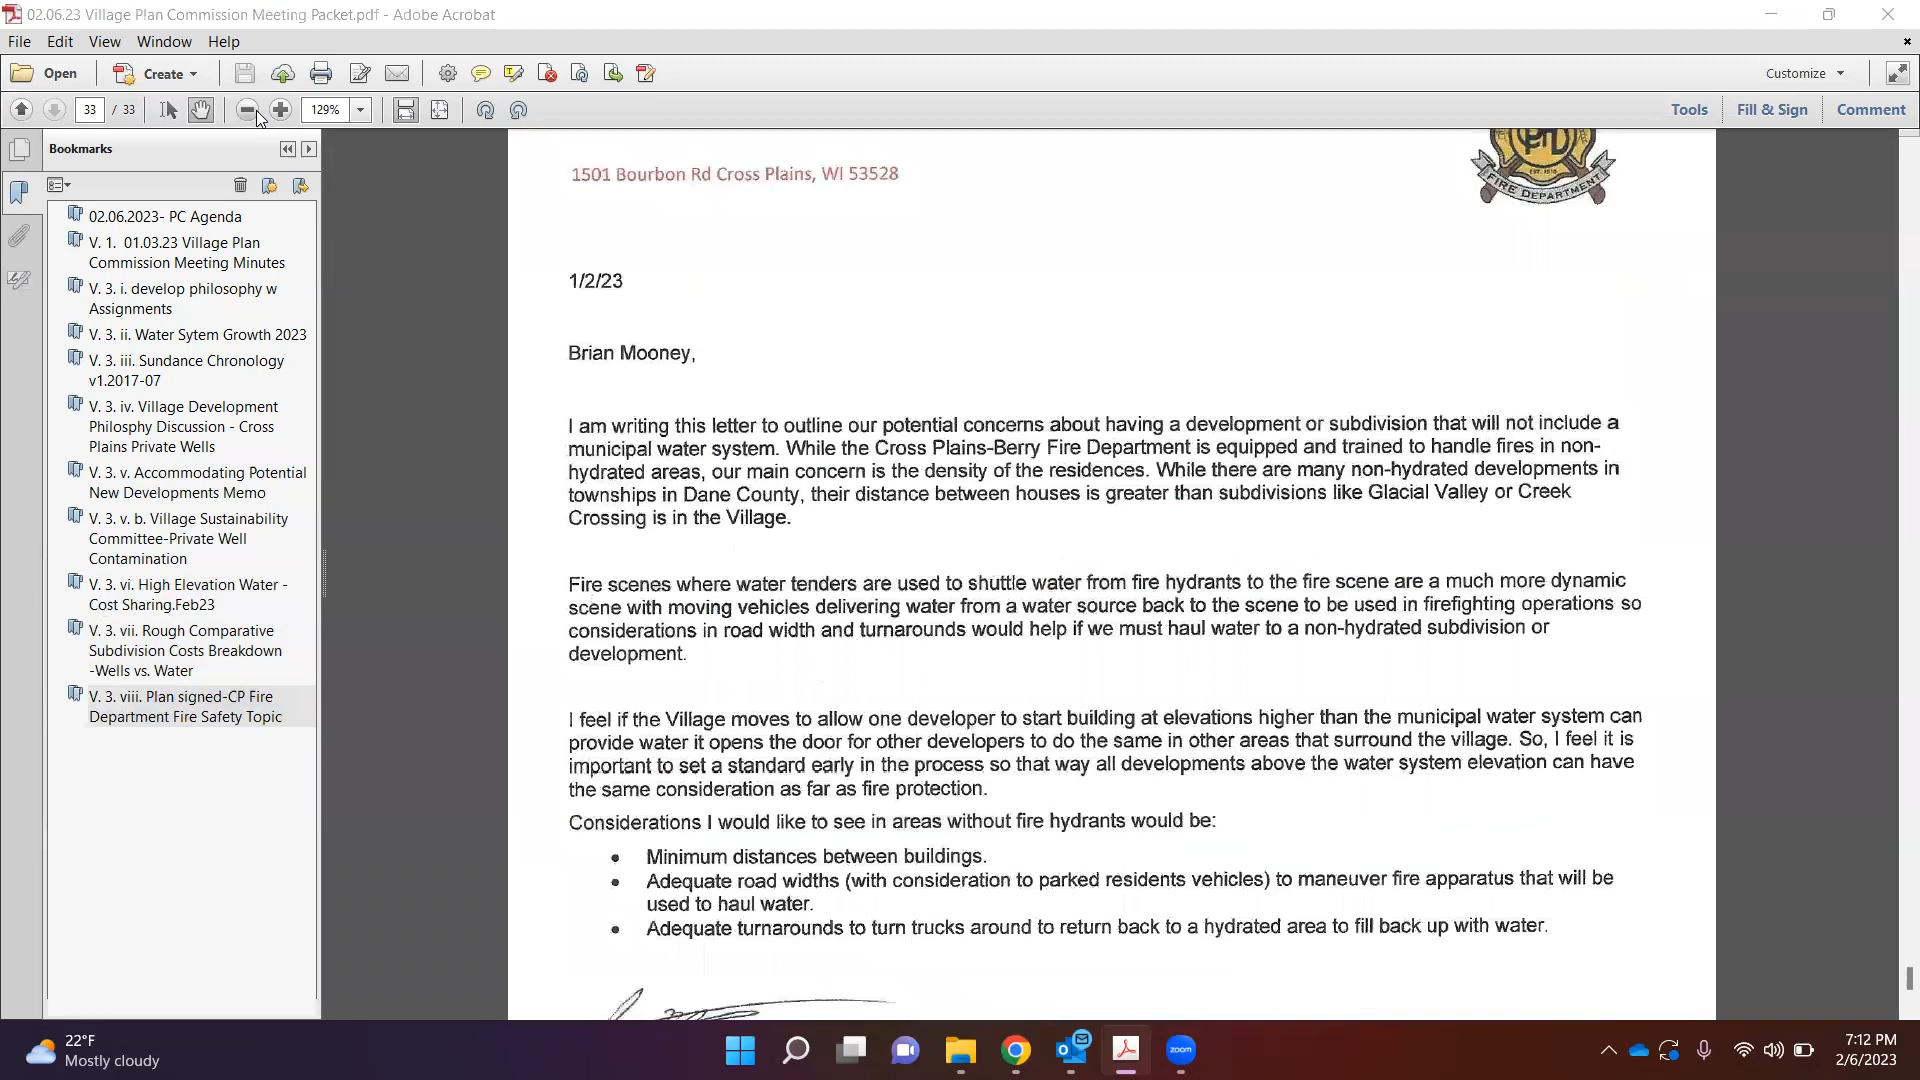 02.06.23 Village Plan Commission Meeting Packet.pdf - Adobe Acrobat
File Edit View Window Help
Open Create Customize
33 / 33 129% Tools Fill & Sign Comment
Bookmarks
02.06.2023- PC Agenda
V. 1. 01.03.23 Village Plan
Commission Meeting Minutes
V. 3. i. develop philosophy w
Assignments
V. 3. ii. Water Sytem Growth 2023
V. 3. iii. Sundance Chronology
v1.2017-07
V. 3. iv. Village Development
Philosphy Discussion - Cross
Plains Private Wells
V. 3. v. Accommodating Potential
New Developments Memo
V. 3. v. b. Village Sustainability
Committee-Private Well
Contamination
V. 3. vi. High Elevation Water -
Cost Sharing.Feb23
V. 3. vii. Rough Comparative
Subdivision Costs Breakdown
-Wells vs. Water
V. 3. viii. Plan signed-CP Fire
Department Fire Safety Topic
1501 Bourbon Rd Cross Plains, WI 53528
FIRE DEPARTMENT
1/2/23
Brian Mooney,
I am writing this letter to outline our potential concerns about having a development or subdivision that will not include a
municipal water system. While the Cross Plains-Berry Fire Department is equipped and trained to handle fires in non-
hydrated areas, our main concern is the density of the residences. While there are many non-hydrated developments in
townships in Dane County, their distance between houses is greater than subdivisions like Glacial Valley or Creek
Crossing is in the Village.
Fire scenes where water tenders are used to shuttle water from fire hydrants to the fire scene are a much more dynamic
scene with moving vehicles delivering water from a water source back to the scene to be used in firefighting operations so
considerations in road width and turnarounds would help if we must haul water to a non-hydrated subdivision or
development.
I feel if the Village moves to allow one developer to start building at elevations higher than the municipal water system can
provide water it opens the door for other developers to do the same in other areas that surround the village. So, I feel it is
important to set a standard early in the process so that way all developments above the water system elevation can have
the same consideration as far as fire protection.
Considerations I would like to see in areas without fire hydrants would be:
• Minimum distances between buildings.
• Adequate road widths (with consideration to parked residents vehicles) to maneuver fire apparatus that will be
used to haul water.
• Adequate turnarounds to turn trucks around to return back to a hydrated area to fill back up with water.
22°F
Mostly cloudy
zoom
7:12 PM
2/6/2023